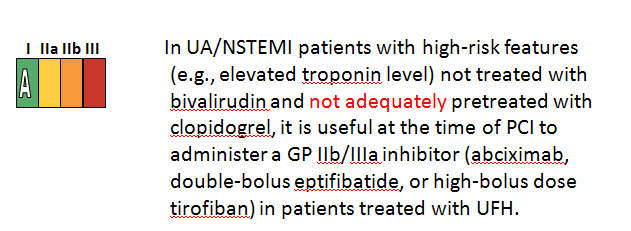 I IIa IIb III
A
In UA/NSTEMI patients with high-risk features
(e.g., elevated troponin level) not treated with
bivalirudin and not adequately pretreated with
clopidogrel, it is useful at the time of PCI to
administer a GP IIb/IIIa inhibitor (abciximab,
double-bolus eptifibatide, or high-bolus dose
tirofiban) in patients treated with UFH.